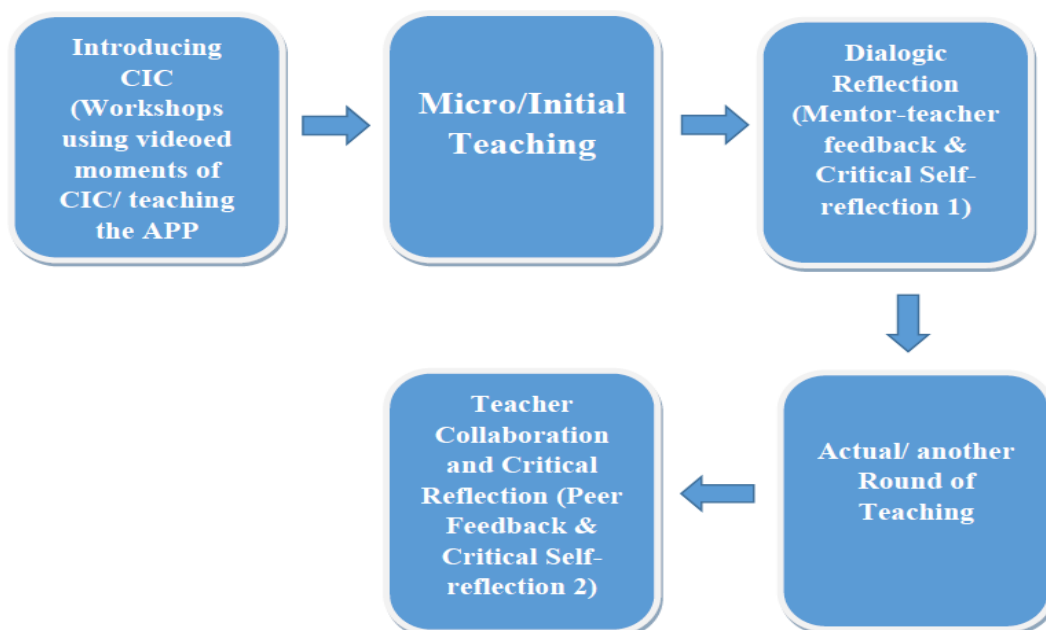 Introducing
CIC
(Workshops
using videoed
moments of
CIC/ teaching
the APP
Micro/Initial
Teaching
Dialogic
Reflection
(Mentor-teacher
feedback &
Critical Self-
reflection 1)
Actual/ another
Round of
Teaching
Teacher
Collaboration
and Critical
Reflection (Peer
Feedback &
Critical Self-
reflection 2)